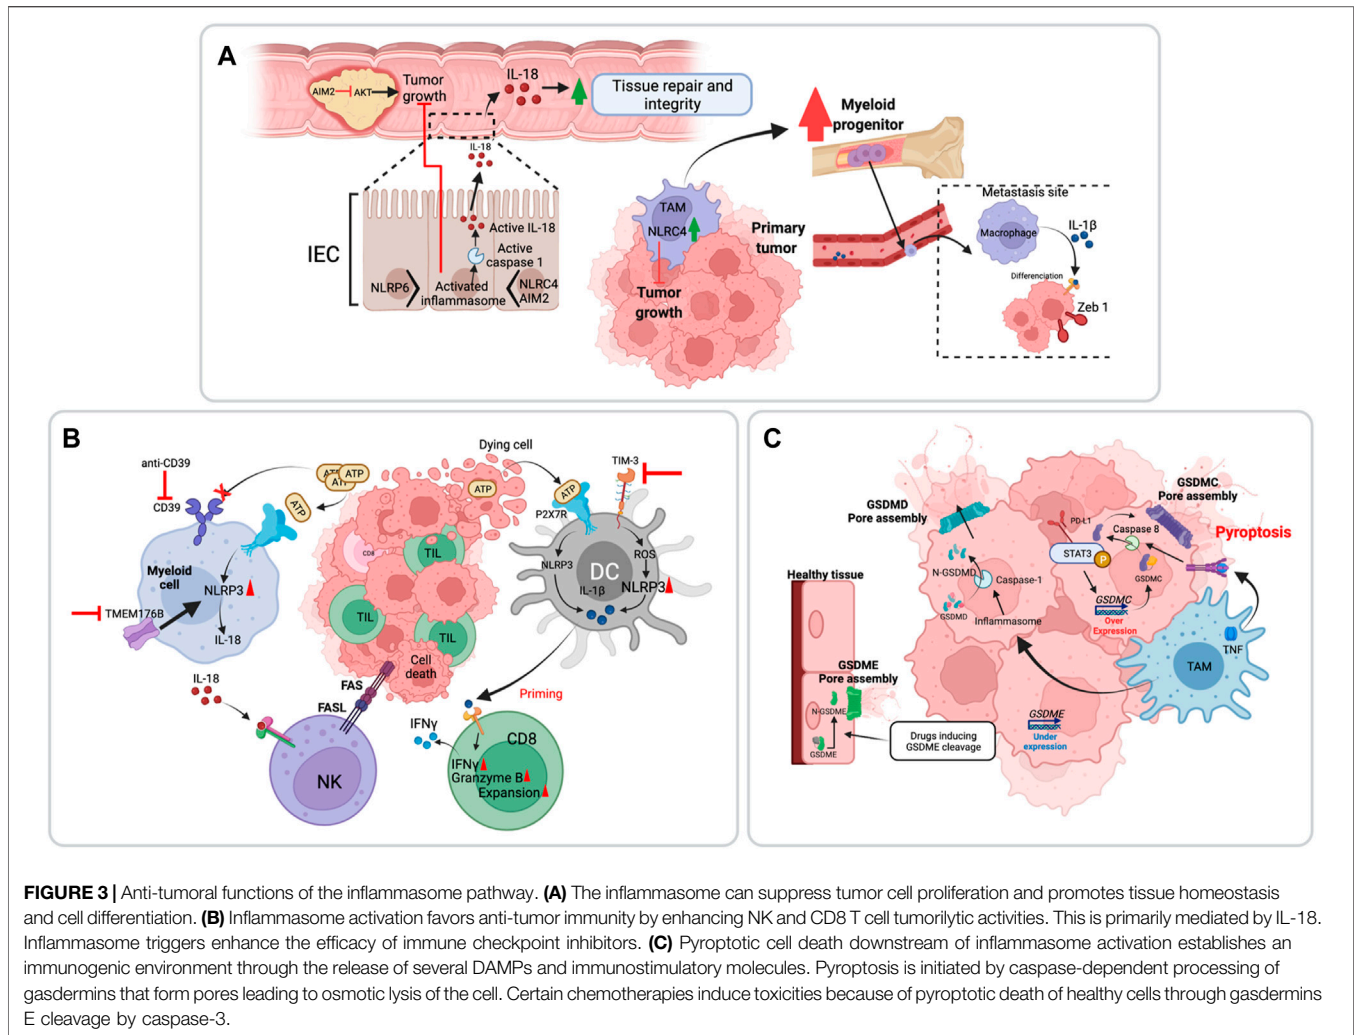 A
AIM2
AKT
Tumor
growth
IL-18
Tissue repair and
integrity
IL-18
IEC
Active IL-18
Active
caspase 1
NLRP6
Activated
inflammasome
NLRC4
AIM2
TAM
NLRC4
Tumor
growth
Primary
tumor
Myeloid
progenitor
Metastasis site
Macrophage
IL-1β
Differenciation
Zeb 1
B
anti-CD39
CD39
ATP
ATP
ATP
ATP
Myeloid
cell
NLRP3
TMEM176B
IL-18
IL-18
NK
FASL
FAS
CD8
TIL
TIL
TIL
Cell
death
Dying cell
ATP
ATP
P2X7R
TIM-3
NLRP3
ROS
DC
IL-1β
NLRP3
Priming
IFNγ
CD8
IFNγ
Granzyme B
Expansion
C
GSDMD
Pore assembly
N-GSDMD
GSDMD
Caspase-1
Inflammasome
PD-L1
STAT3
P
Caspase 8
GSDMC
GSDMC
Over
Expression
GSDMC
Pore assembly
Pyroptosis
TNF
TAM
Healthy tissue
GSDME
Pore assembly
N-GSDME
GSDME
Drugs inducing
GSDME cleavage
GSDME
Under
expression
FIGURE 3 | Anti-tumoral functions of the inflammasome pathway. (A) The inflammasome can suppress tumor cell proliferation and promotes tissue homeostasis
and cell differentiation. (B) Inflammasome activation favors anti-tumor immunity by enhancing NK and CD8 T cell tumorilytic activities. This is primarily mediated by IL-18.
Inflammasome triggers enhance the efficacy of immune checkpoint inhibitors. (C) Pyroptotic cell death downstream of inflammasome activation establishes an
immunogenic environment through the release of several DAMPs and immunostimulatory molecules. Pyroptosis is initiated by caspase-dependent processing of
gasdermins that form pores leading to osmotic lysis of the cell. Certain chemotherapies induce toxicities because of pyroptotic death of healthy cells through gasdermins
E cleavage by caspase-3.